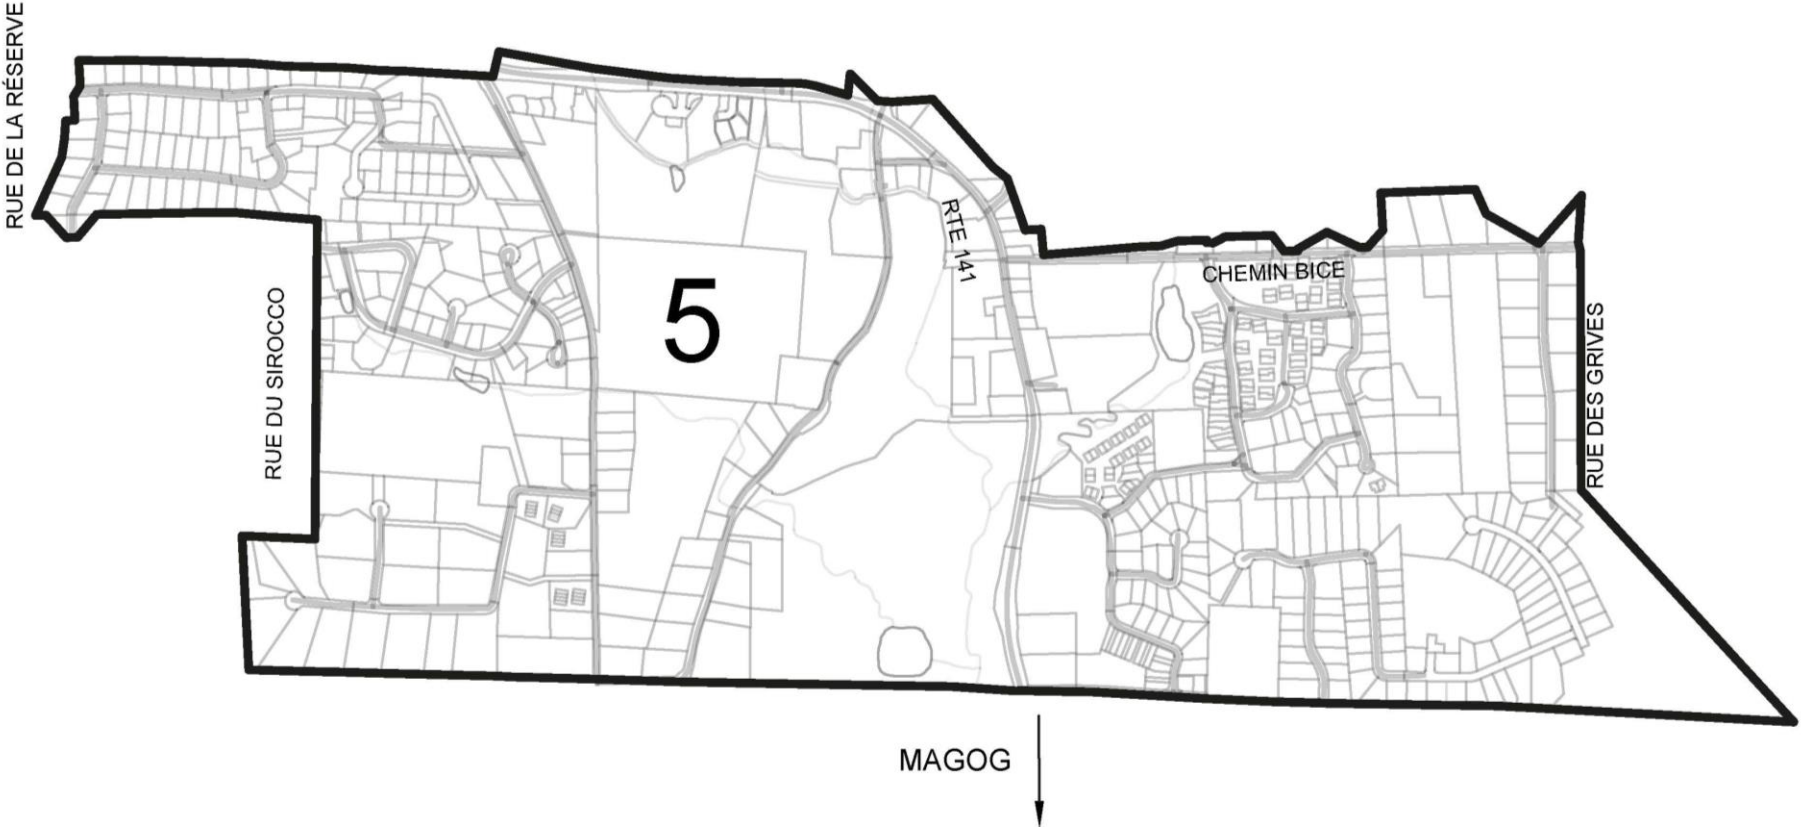 RUE DE LA RÉSERVE
RTE 141
CHEMIN BICE
5
RUE DU SIROCCO
RUE DES GRIVES
MAGOG